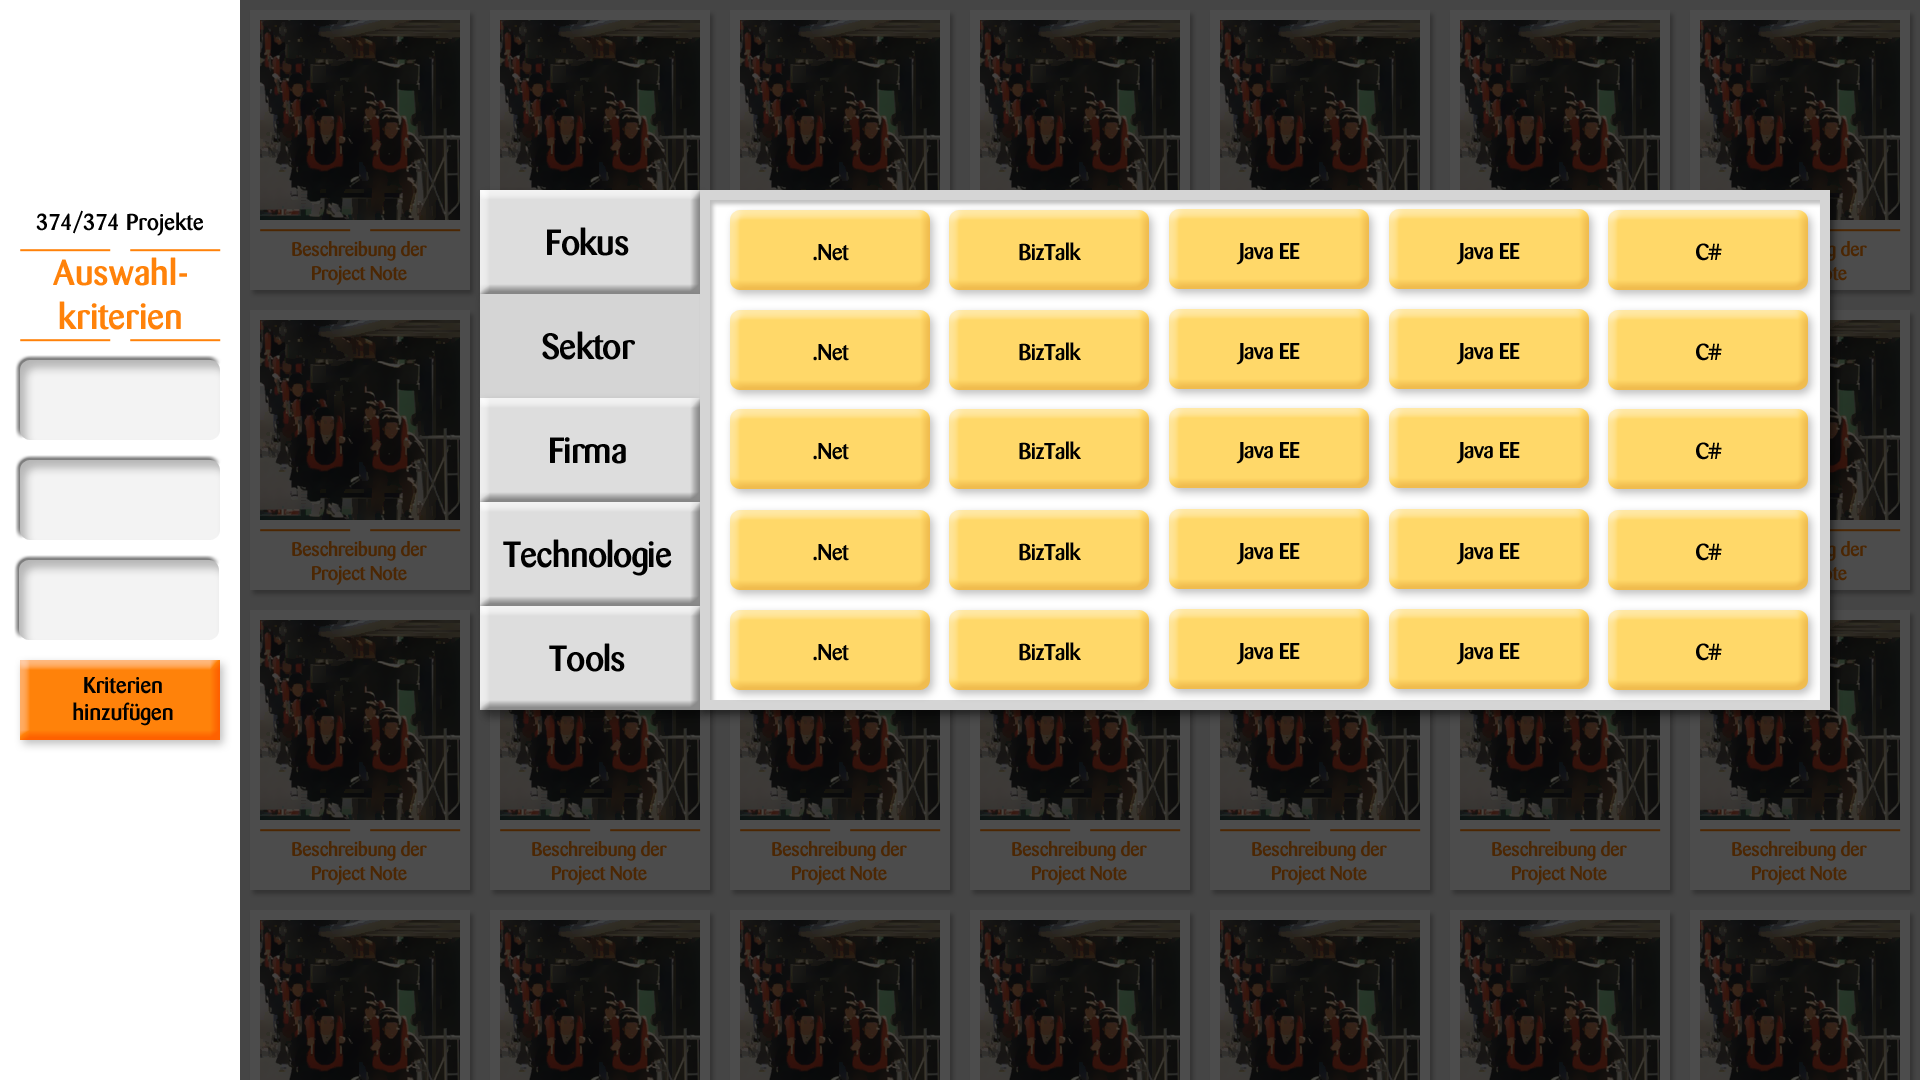 374/374 Projekte
Auswahl-
kriterien
Kriterien
hinzufügen
Fokus
Sektor
Firma
Technologie
Tools
.Net BizTalk Java EE Java EE C#
.Net BizTalk Java EE Java EE C#
.Net BizTalk Java EE Java EE C#
.Net BizTalk Java EE Java EE C#
.Net BizTalk Java EE Java EE C#
Beschreibung der
Project Note
g der
te
Beschreibung der
Project Note
g der
te
Beschreibung der
Project Note
Beschreibung der
Project Note
Beschreibung der
Project Note
Beschreibung der
Project Note
Beschreibung der
Project Note
Beschreibung der
Project Note
Beschreibung der
Project Note